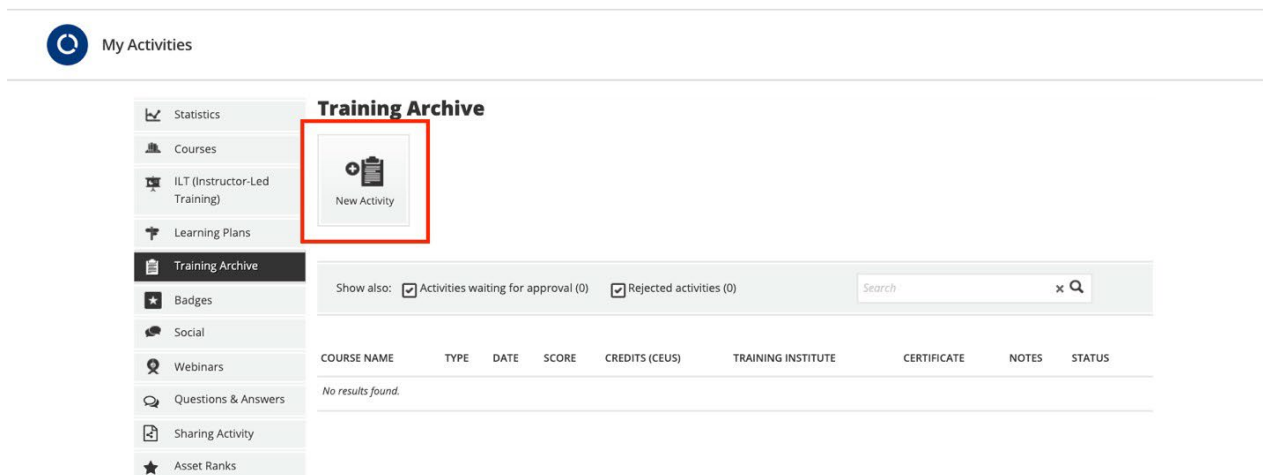 My Activities
Statistics
Courses
ILT (Instructor-Led
Training)
Learning Plans
Training Archive
Badges
Social
Webinars
Questions & Answers
Sharing Activity
Asset Ranks
Training Archive
New Activity
Show also: Activities waiting for approval (0) Rejected activities (0) Search
COURSE NAME TYPE DATE SCORE CREDITS (CEUS) TRAINING INSTITUTE CERTIFICATE NOTES STATUS
No results found.